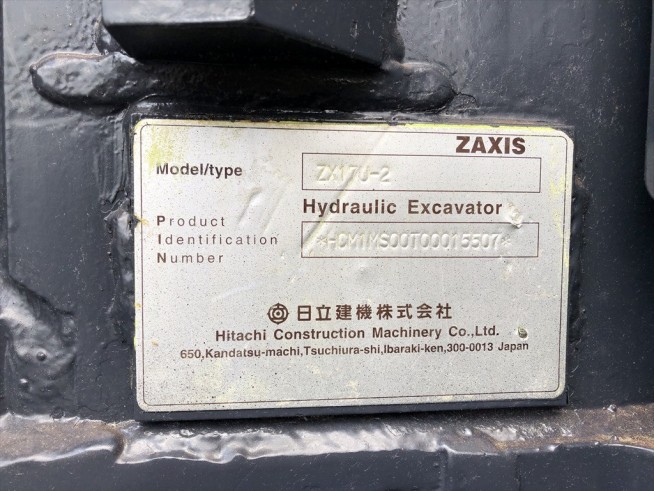 ZAXIS
Model/type ZX17U-2
Hydraulic Excavator
Product
Identification
Number
*HCM1MS00T00015507*
日立建機株式会社
Hitachi Construction Machinery Co.,Ltd.
650,Kandatsu-machi,Tsuchiura-shi,Ibaraki-ken,300-0013 Japan